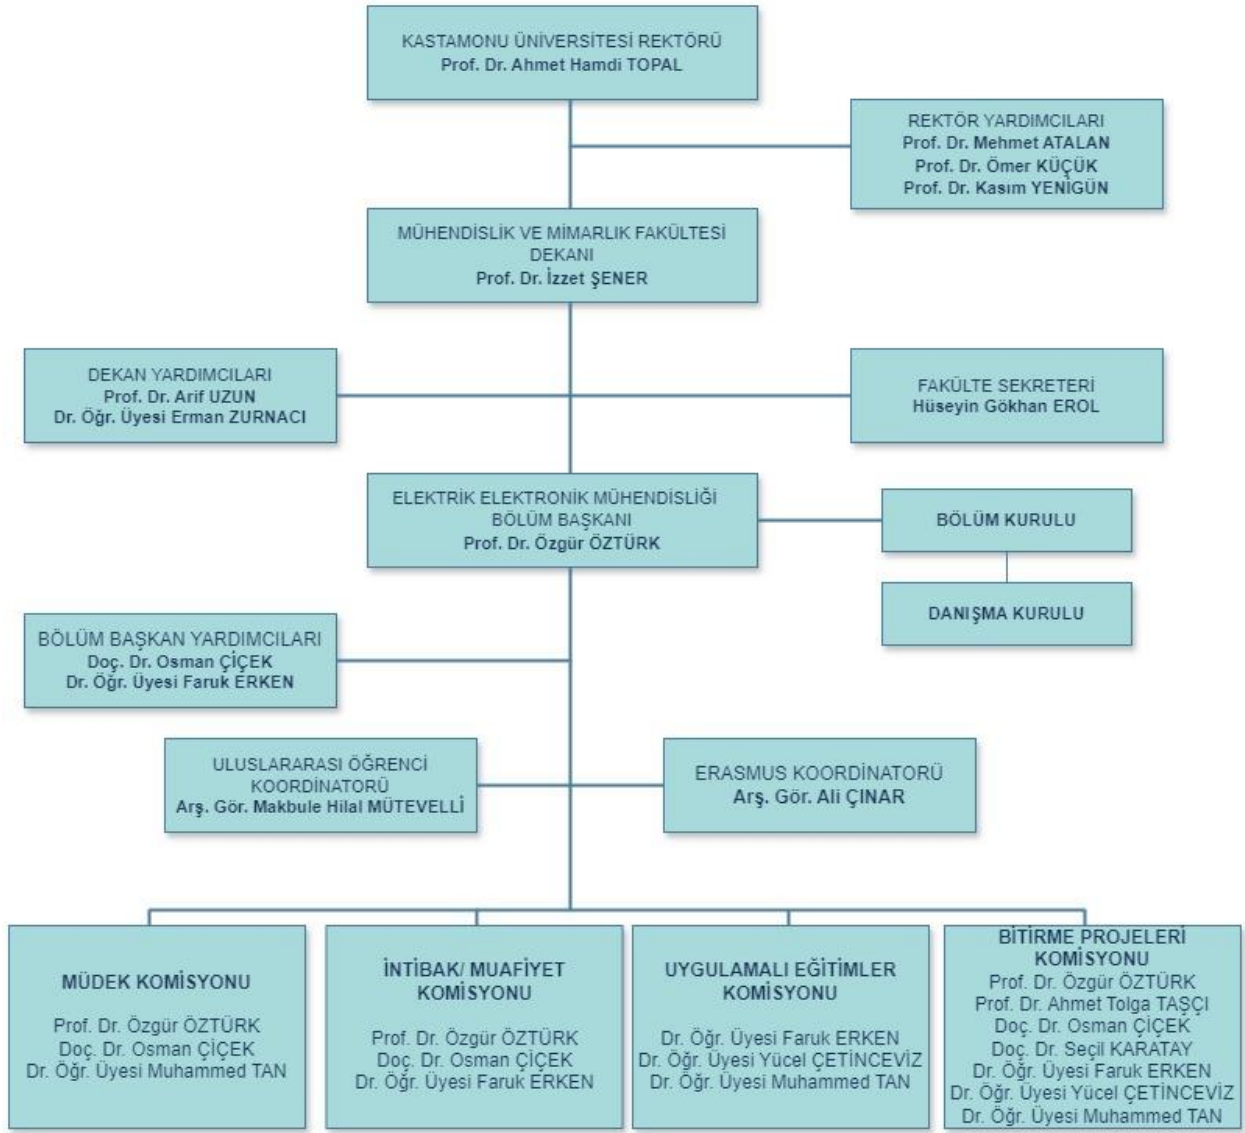 KASTAMONU ÜNİVERSİTESİ REKTÖRÜ
Prof. Dr. Ahmet Hamdi TOPAL
REKTÖR YARDIMCILARI
Prof. Dr. Mehmet ATALAN
Prof. Dr. Ömer KÜÇÜK
Prof. Dr. Kasım YENİGÜN
MÜHENDİSLİK VE MİMARLIK FAKÜLTESİ
DEKANI
Prof. Dr. İzzet ŞENER
DEKAN YARDIMCILARI
Prof. Dr. Arif UZUN
Dr. Öğr. Üyesi Erman ZURNACI
FAKÜLTE SEKRETERİ
Hüseyin Gökhan EROL
ELEKTRİK ELEKTRONİK MÜHENDİSLİĞİ
BÖLÜM BAŞKANI
Prof. Dr. Özgür ÖZTÜRK
BÖLÜM KURULU
DANIŞMA KURULU
BÖLÜM BAŞKAN YARDIMCILARI
Doç. Dr. Osman ÇİÇEK
Dr. Öğr. Üyesi Faruk ERKEN
ULUSLARARASI ÖĞRENCİ
KOORDİNATORÜ
Arş. Gör. Makbule Hilal MÜTEVELLİ
ERASMUS KOORDİNATORÜ
Arş. Gör. Ali ÇINAR
MÜDEK KOMİSYONU
Prof. Dr. Özgür ÖZTÜRK
Doç. Dr. Osman ÇİÇEK
Dr. Öğr. Üyesi Muhammed TAN
İNTİBAK/ MUAFİYET
KOMİSYONU
Prof. Dr. Özgür ÖZTÜRK
Doç. Dr. Osman ÇİÇEK
Dr. Öğr. Üyesi Faruk ERKEN
UYGULAMALI EĞİTİMLER
KOMİSYONU
Dr. Öğr. Üyesi Faruk ERKEN
Dr. Öğr. Üyesi Yücel ÇETİNCEVİZ
Dr. Öğr. Üyesi Muhammed TAN
BİTİRME PROJELERİ
KOMİSYONU
Prof. Dr. Özgür ÖZTÜRK
Prof. Dr. Ahmet Tolga TAŞÇI
Doç. Dr. Osman ÇİÇEK
Doç. Dr. Seçil KARATAY
Dr. Öğr. Üyesi Faruk ERKEN
Dr. Öğr. Üyesi Yücel ÇETİNCEVİZ
Dr. Öğr. Üyesi Muhammed TAN